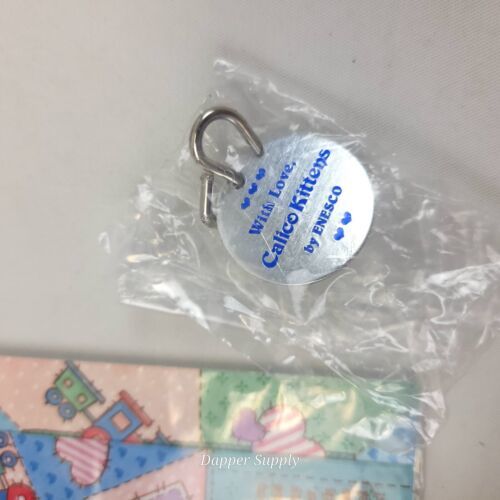 With Love,
Calico Kittens
by ENESCO
Dapper Supply